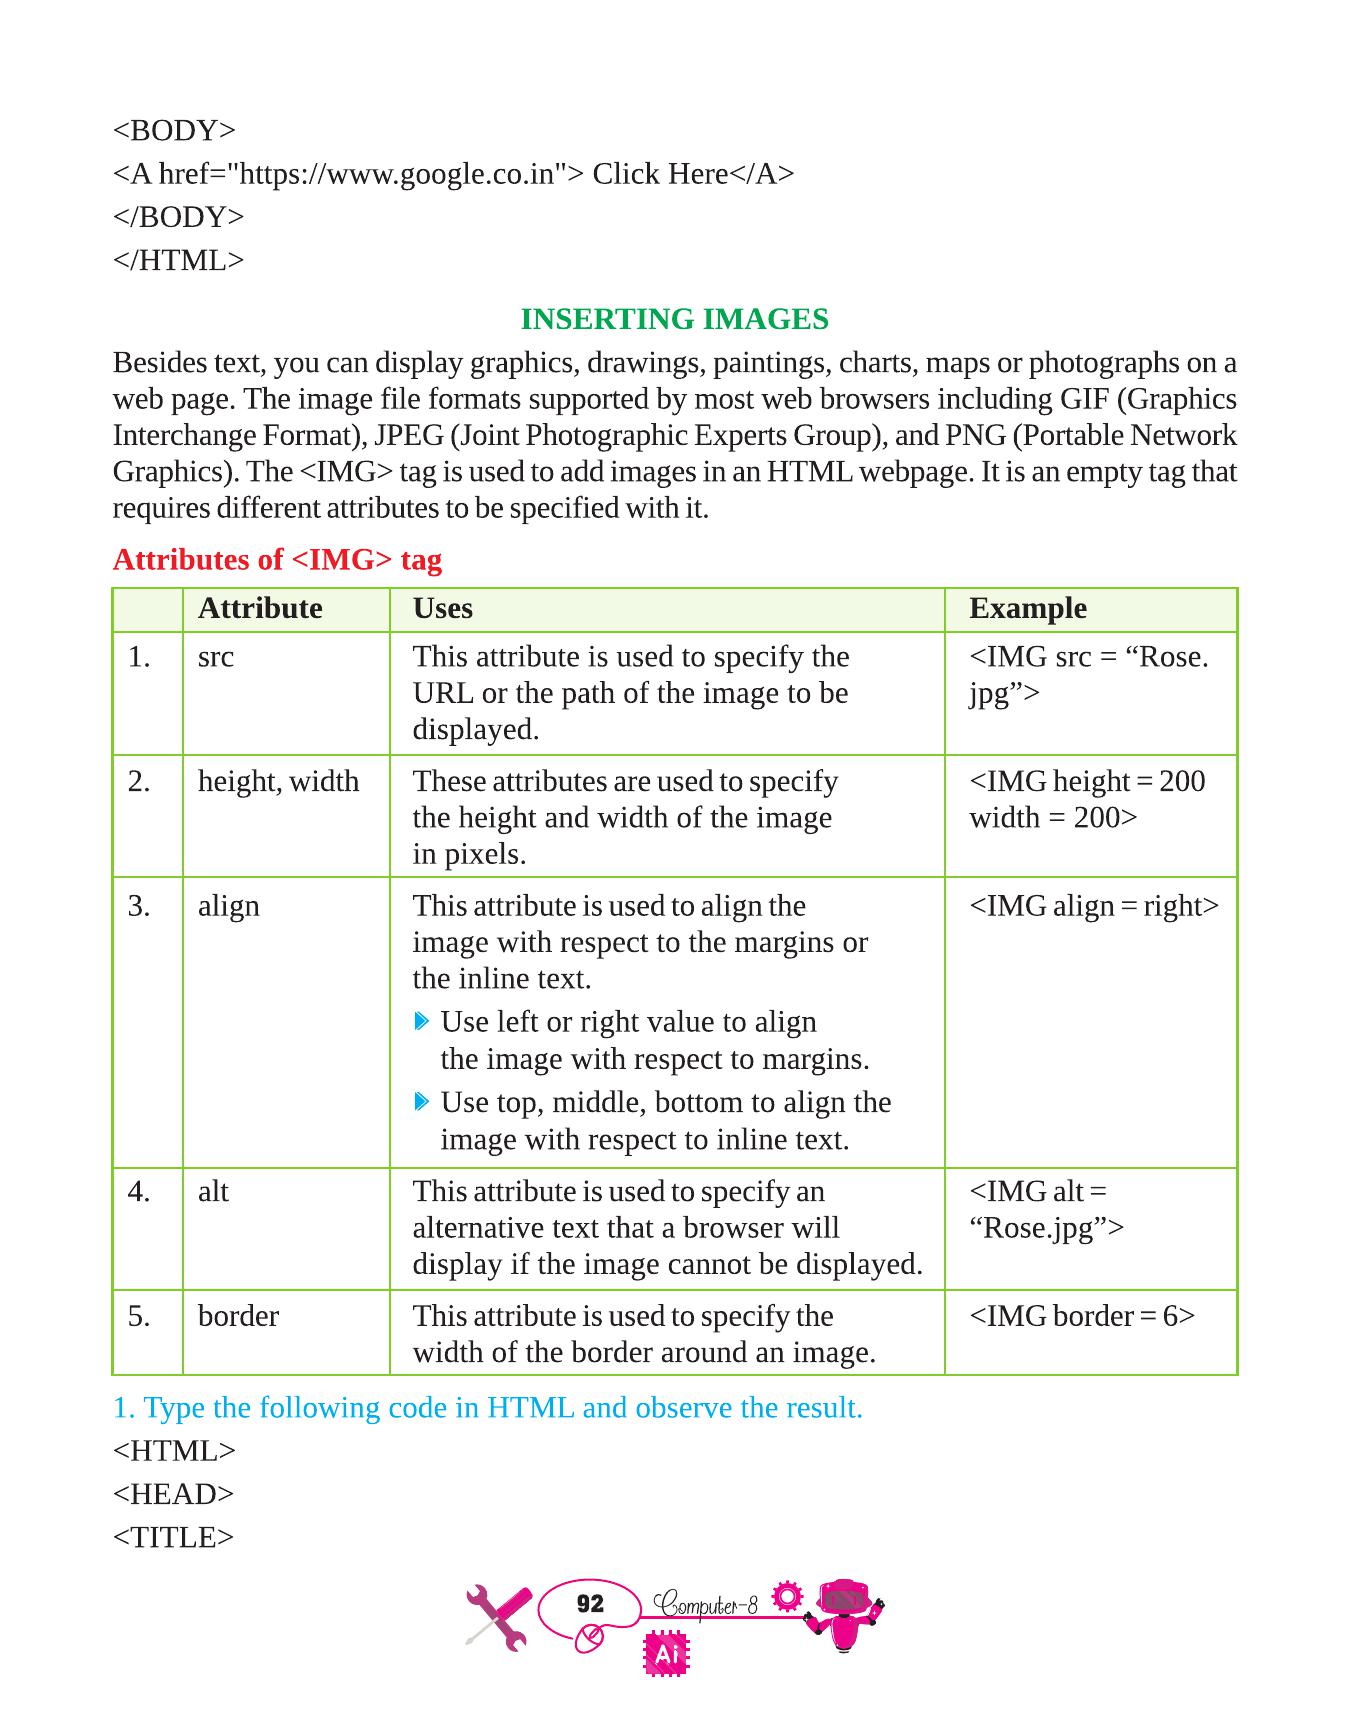 <BODY>
<A href="https://www.google.co.in"> Click Here</A>
</BODY>
</HTML>
INSERTING IMAGES
Besides text, you can display graphics, drawings, paintings, charts, maps or photographs on a
web page. The image file formats supported by most web browsers including GIF (Graphics
Interchange Format), JPEG (Joint Photographic Experts Group), and PNG (Portable Network
Graphics). The <IMG> tag is used to add images in an HTML webpage. It is an empty tag that
requires different attributes to be specified with it.
Attributes of <IMG> tag
Attribute Uses Example
1. src This attribute is used to specify the <IMG src = “Rose.
URL or the path of the image to be jpg”>
displayed.
2. height, width These attributes are used to specify <IMG height = 200
the height and width of the image width = 200>
in pixels.
3. align This attribute is used to align the <IMG align = right>
image with respect to the margins or
the inline text.
Use left or right value to align
the image with respect to margins.
Use top, middle, bottom to align the
image with respect to inline text.
4. alt This attribute is used to specify an <IMG alt =
alternative text that a browser will “Rose.jpg”>
display if the image cannot be displayed.
5. border This attribute is used to specify the <IMG border = 6>
width of the border around an image.
1. Type the following code in HTML and observe the result.
<HTML>
<HEAD>
<TITLE>
92 Computer-8
Ai